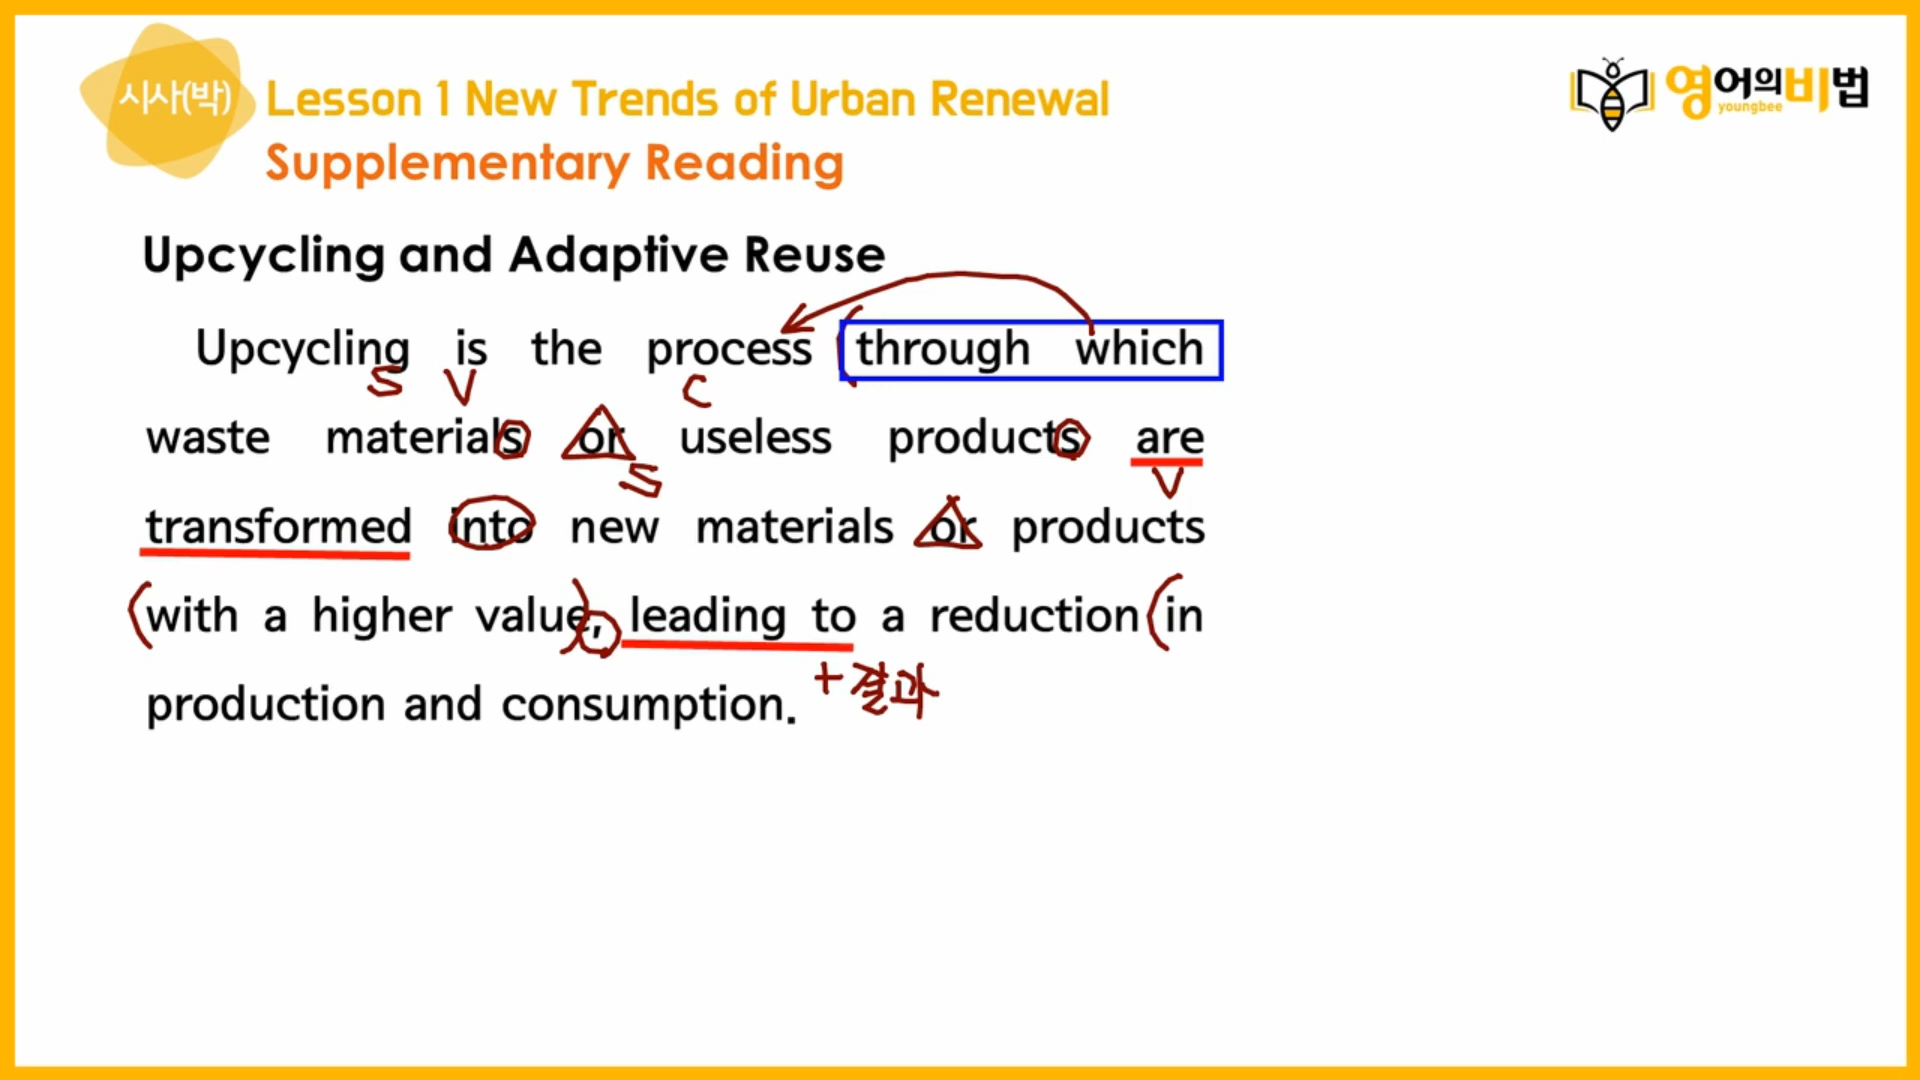 시사(박)
Lesson 1 New Trends of Urban Renewal
영어의비법
youngbee
Supplementary Reading
Upcycling and Adaptive Reuse
Upcycling is the process (through which
S V C
waste materials or useless products are
S V
transformed into new materials or products
(with a higher value), leading to a reduction (in
+ 결과
production and consumption.